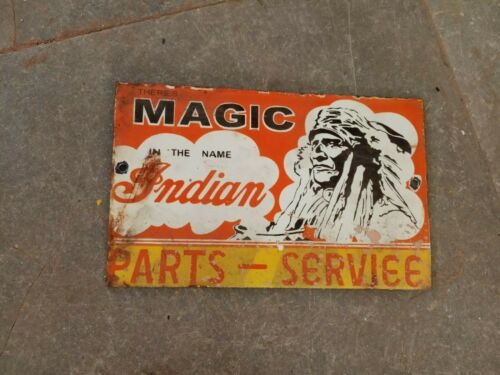 THERE'S
MAGIC
IN THE NAME
Indian
PARTS - SERVICE